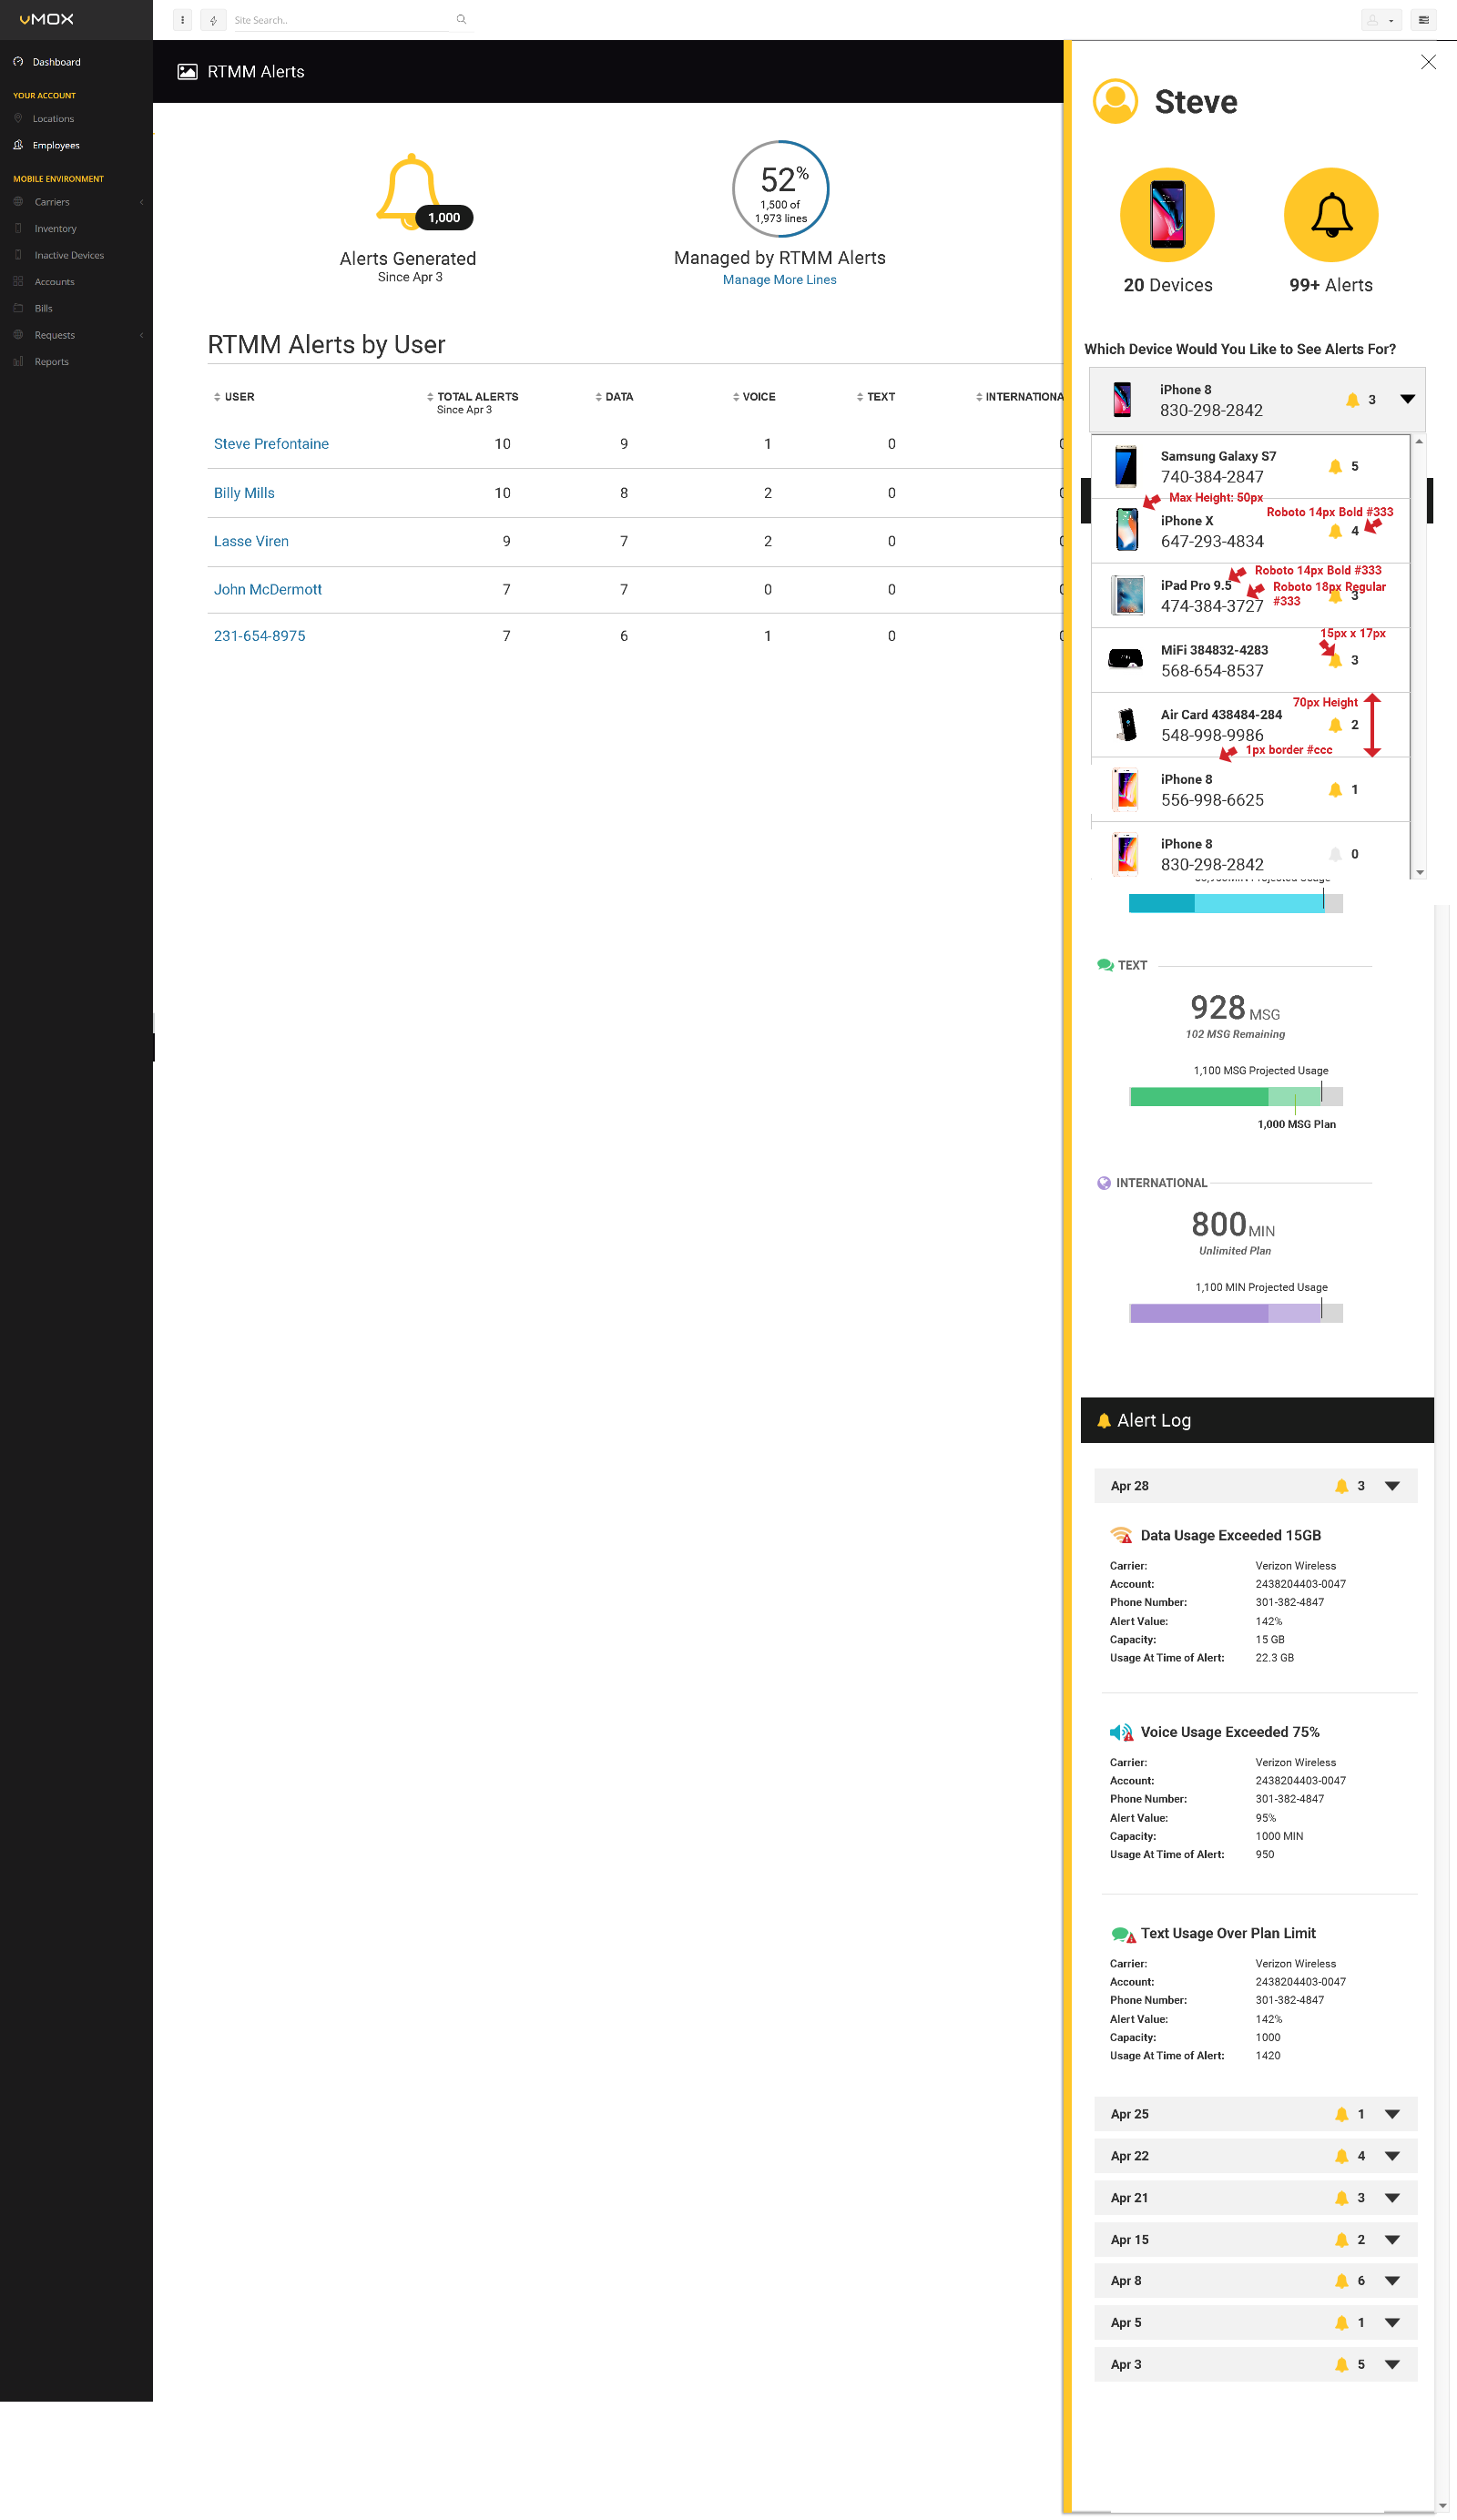 vMOX
Site Search..
Dashboard
YOUR ACCOUNT
Locations
Employees
MOBILE ENVIRONMENT
Carriers
Inventory
Inactive Devices
Accounts
Bills
Requests
Reports
RTMM Alerts
1,000
Alerts Generated
Since Apr 3
52%
1,500 of
1,973 lines
Managed by RTMM Alerts
Manage More Lines
RTMM Alerts by User
USER TOTAL ALERTS DATA VOICE TEXT INTERNATIONA
Since Apr 3
Steve Prefontaine 10 9 1 0
Billy Mills 10 8 2 0
Lasse Viren 9 7 2 0
John McDermott 7 7 0 0
231-654-8975 7 6 1 0
Steve
20 Devices 99+ Alerts
Which Device Would You Like to See Alerts For?
iPhone 8
830-298-2842 3
Samsung Galaxy S7
740-384-2847 5
Max Height: 50px
Roboto 14px Bold #333
iPhone X
647-293-4834 4
Roboto 14px Bold #333
iPad Pro 9.5
Roboto 18px Regular
#333
474-384-3727 3
15px x 17px
MiFi 384832-4283
568-654-8537 3
70px Height
Air Card 438484-284
548-998-9986 2
1px border #ccc
iPhone 8
556-998-6625 1
iPhone 8
830-298-2842 0
Projected Usage
TEXT
928 MSG
102 MSG Remaining
1,100 MSG Projected Usage
1,000 MSG Plan
INTERNATIONAL
800 MIN
Unlimited Plan
1,100 MIN Projected Usage
Alert Log
Apr 28 3
Data Usage Exceeded 15GB
Carrier: Verizon Wireless
Account: 2438204403-0047
Phone Number: 301-382-4847
Alert Value: 142%
Capacity: 15 GB
Usage At Time of Alert: 22.3 GB
Voice Usage Exceeded 75%
Carrier: Verizon Wireless
Account: 2438204403-0047
Phone Number: 301-382-4847
Alert Value: 95%
Capacity: 1000 MIN
Usage At Time of Alert: 950
Text Usage Over Plan Limit
Carrier: Verizon Wireless
Account: 2438204403-0047
Phone Number: 301-382-4847
Alert Value: 142%
Capacity: 1000
Usage At Time of Alert: 1420
Apr 25 1
Apr 22 4
Apr 21 3
Apr 15 2
Apr 8 6
Apr 5 1
Apr 3 5